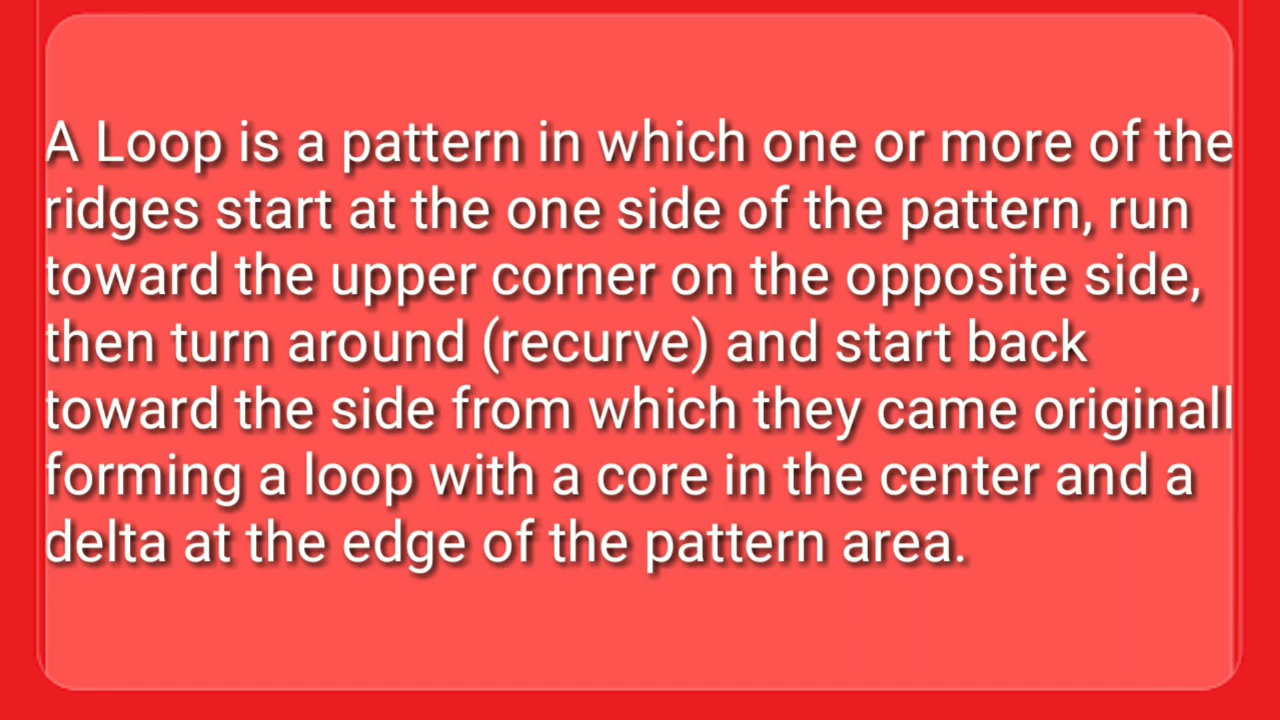 A Loop is a pattern in which one or more of the
ridges start at the one side of the pattern, run
toward the upper corner on the opposite side,
then turn around (recurve) and start back
toward the side from which they came originall
forming a loop with a core in the center and a
delta at the edge of the pattern area.